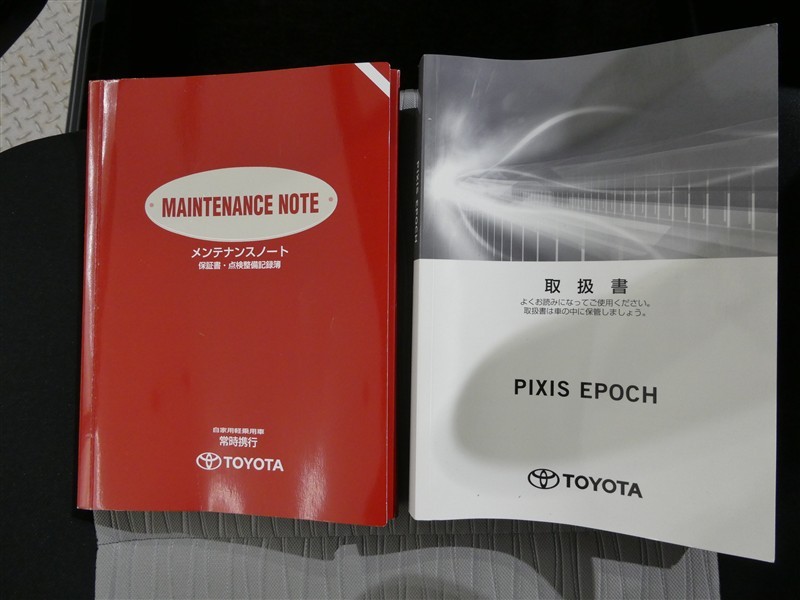 MAINTENANCE NOTE
メンテナンスノート
保証書・点検整備記録簿
自家用軽乗用車
常時携行
TOYOTA
PIXIS EPOCH
取扱書
よくお読みになってご使用ください。
取扱書は車の中に保管しましょう。
PIXIS EPOCH
TOYOTA